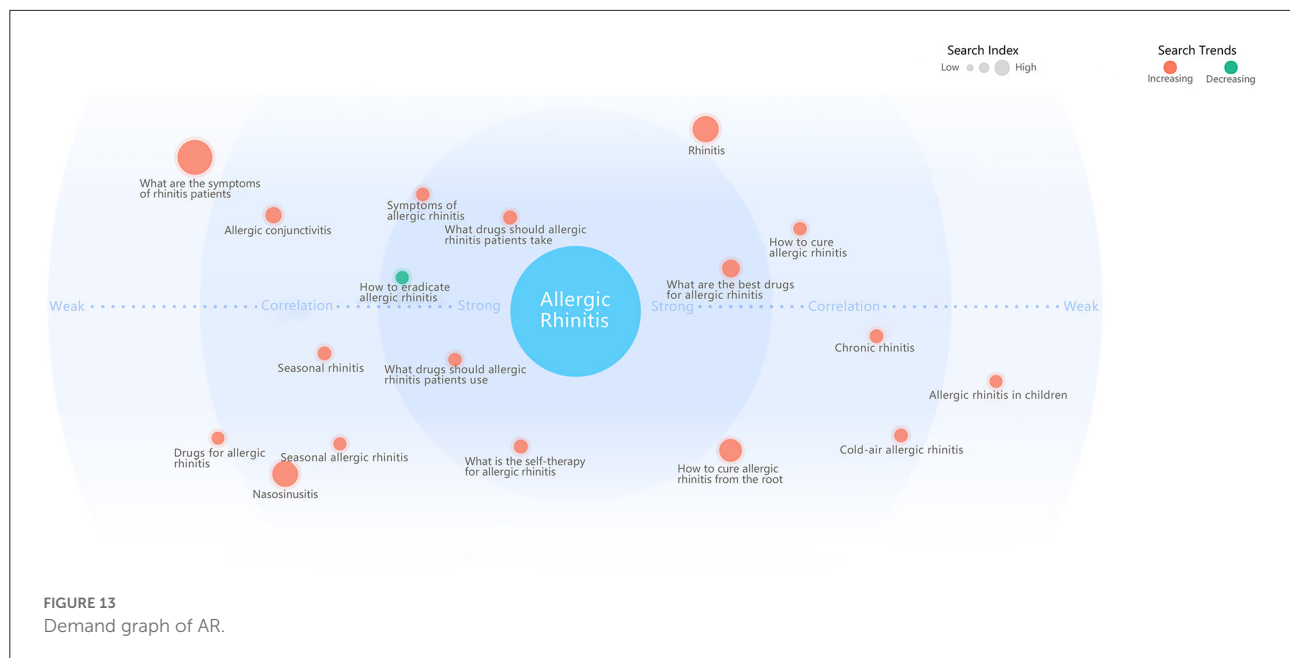 Search Index
Low
High
Search Trends
Increasing
Decreasing
Rhinitis
What are the symptoms
of rhinitis patients
Allergic conjunctivitis
Symptoms of
allergic rhinitis
What drugs should allergic
rhinitis patients take
How to cure
allergic rhinitis
What are the best drugs
for allergic rhinitis
How to eradicate
allergic rhinitis
Weak
Correlation
Strong
Allergic
Rhinitis
Strong
Correlation
Weak
Chronic rhinitis
Seasonal rhinitis
What drugs should allergic
rhinitis patients use
Allergic rhinitis in children
Drugs for allergic
rhinitis
Seasonal allergic rhinitis
Nasosinusitis
What is the self-therapy
for allergic rhinitis
How to cure allergic
rhinitis from the root
Cold-air allergic rhinitis
FIGURE 13
Demand graph of AR.